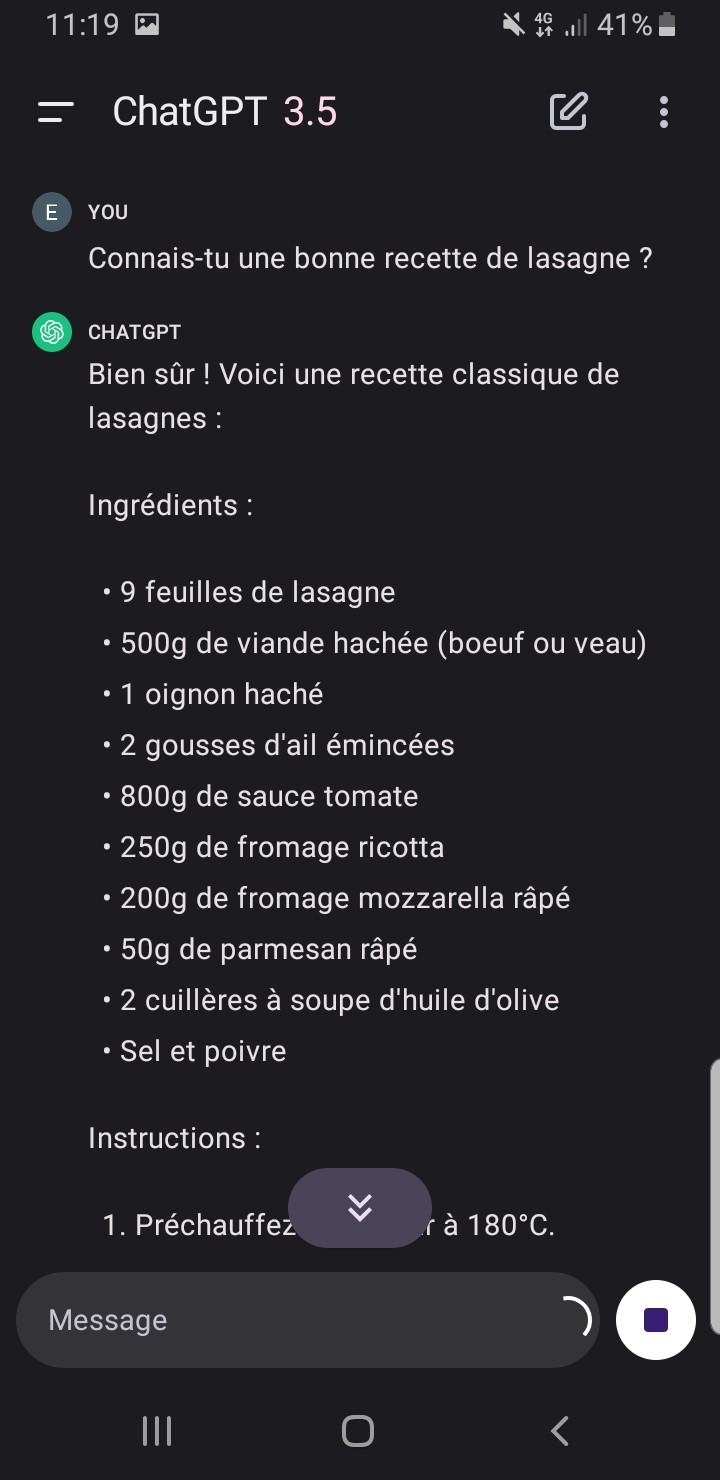 11:19 4G 41%
ChatGPT 3.5
E YOU
Connais-tu une bonne recette de lasagne ?
CHATGPT
Bien sûr ! Voici une recette classique de
lasagnes :
Ingrédients :
• 9 feuilles de lasagne
• 500g de viande hachée (boeuf ou veau)
• 1 oignon haché
• 2 gousses d'ail émincées
• 800g de sauce tomate
• 250g de fromage ricotta
• 200g de fromage mozzarella râpé
• 50g de parmesan râpé
• 2 cuillères à soupe d'huile d'olive
• Sel et poivre
Instructions :
1. Préchauffez à 180°C.
Message